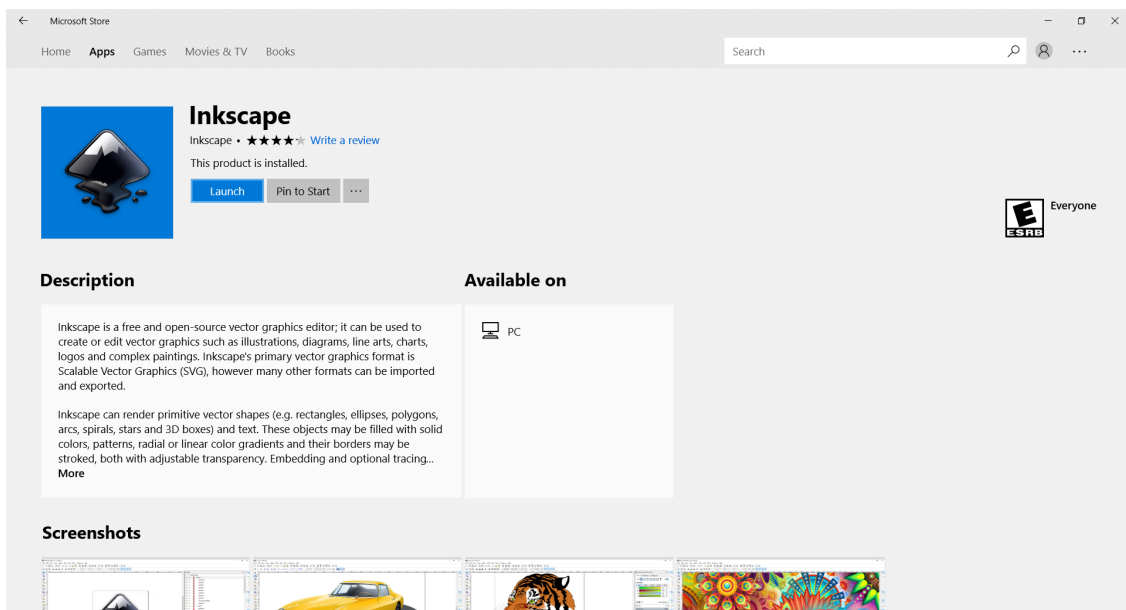 Microsoft Store
Home Apps Games Movies & TV Books Search
Inkscape
Inkscape • ★★★★★ Write a review
This product is installed.
Launch Pin to Start ···
E
ESRB
Everyone
Description
Available on
Inkscape is a free and open-source vector graphics editor; it can be used to
create or edit vector graphics such as illustrations, diagrams, line arts, charts,
logos and complex paintings. Inkscape's primary vector graphics format is
Scalable Vector Graphics (SVG), however many other formats can be imported
and exported.
Inkscape can render primitive vector shapes (e.g. rectangles, ellipses, polygons,
arcs, spirals, stars and 3D boxes) and text. These objects may be filled with solid
colors, patterns, radial or linear color gradients and their borders may be
stroked, both with adjustable transparency. Embedding and optional tracing...
More
PC
Screenshots